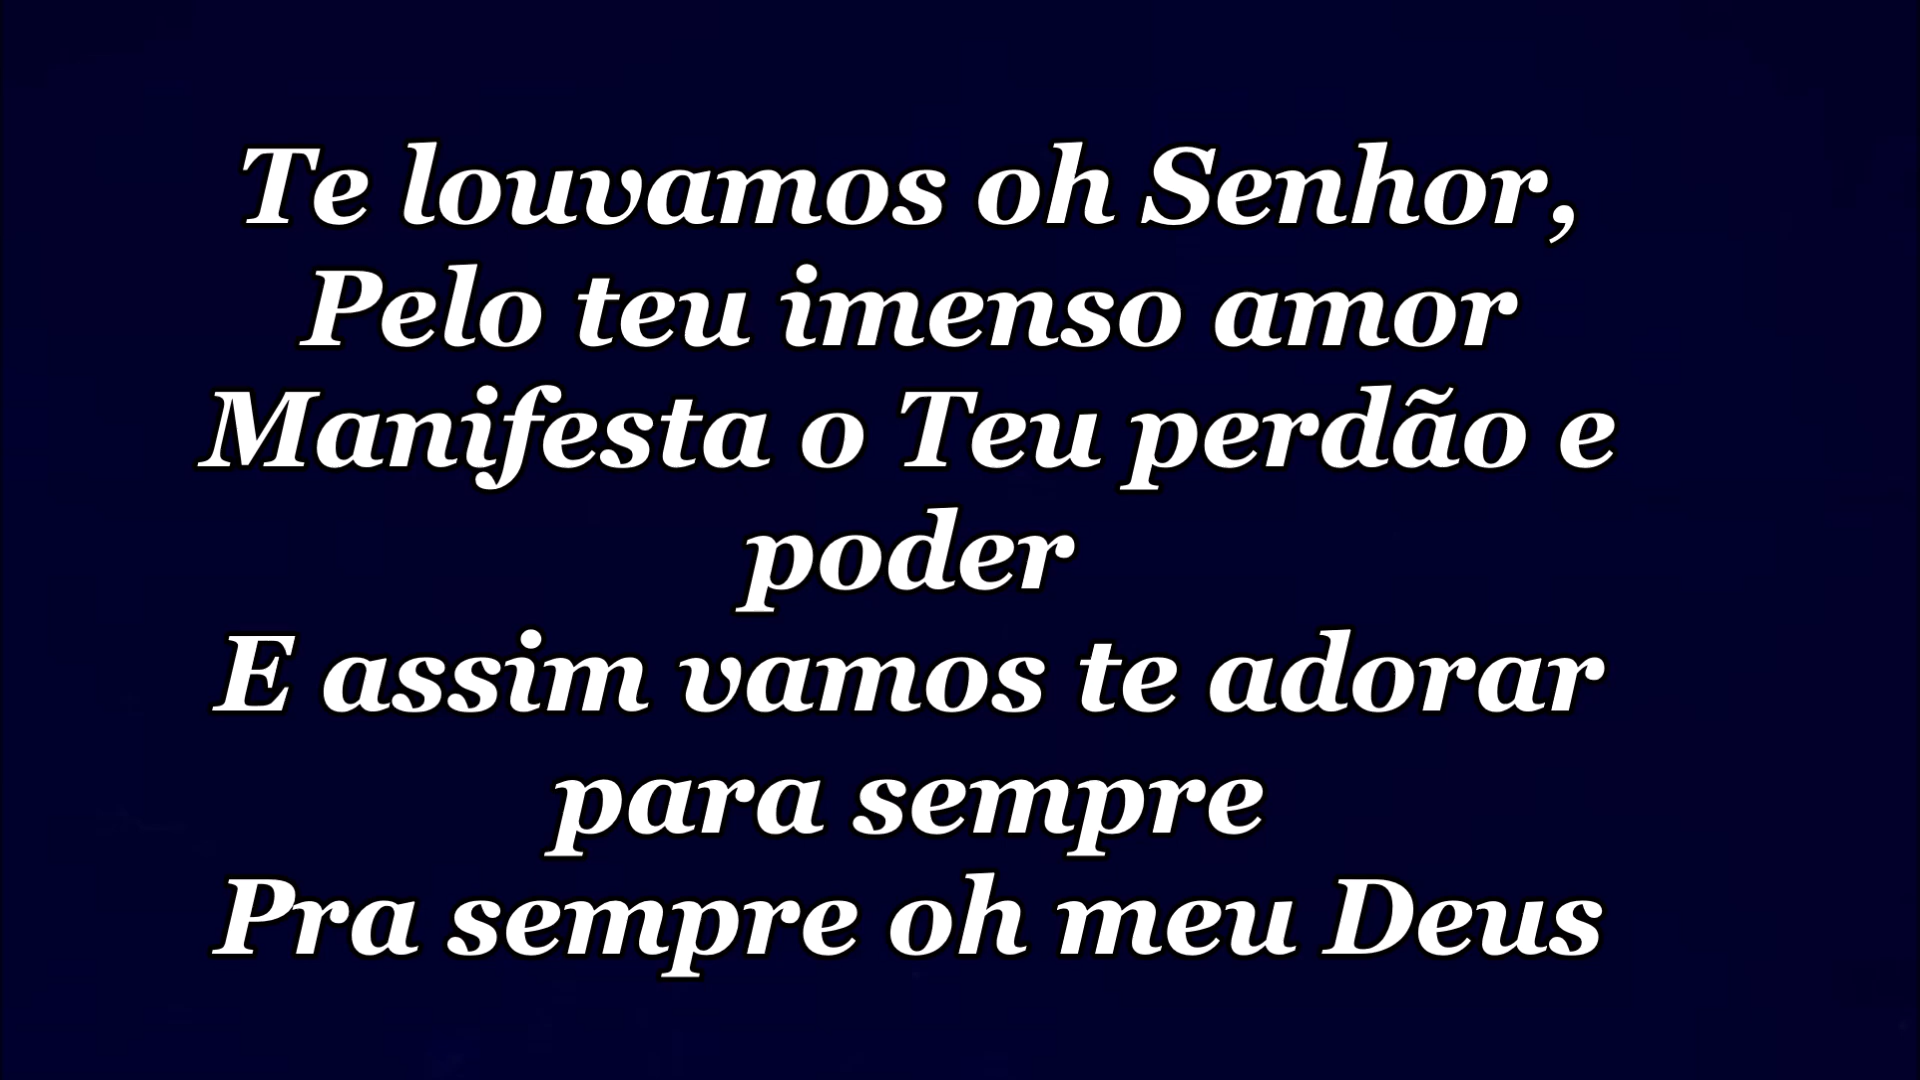 Te louvamos oh Senhor,
Pelo teu imenso amor
Manifesta o Teu perdão e
poder
E assim vamos te adorar
para sempre
Pra sempre oh meu Deus